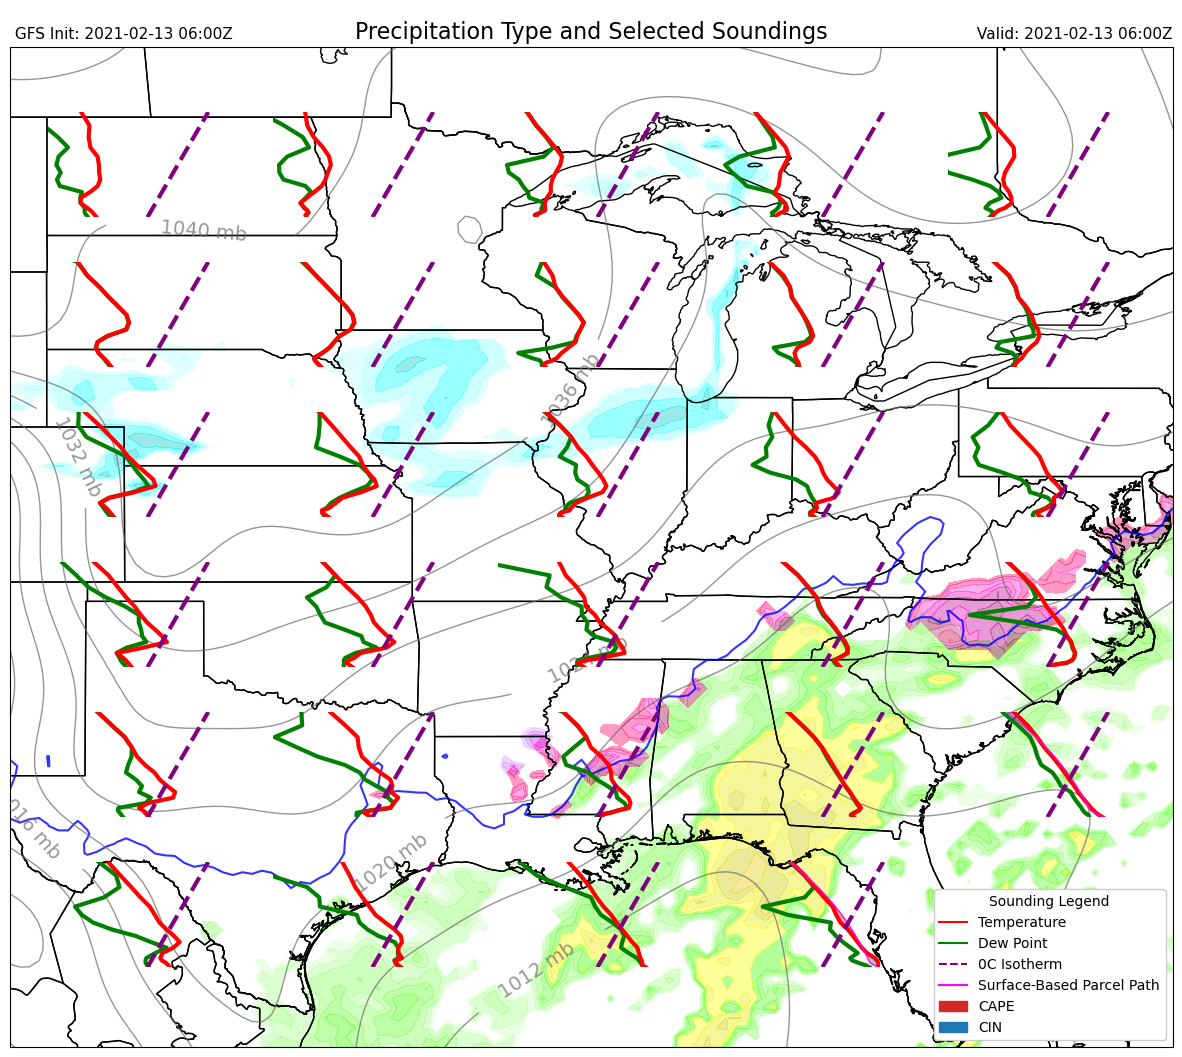 Precipitation Type and Selected Soundings
GFS Init: 2021-02-13 06:00Z
Valid: 2021-02-13 06:00Z
1040 mb
1036 mb
1032 mb
mb
016 mb
1020 mb
1012 mb
Sounding Legend
Temperature
Dew Point
0C Isotherm
Surface-Based Parcel Path
CAPE
CIN